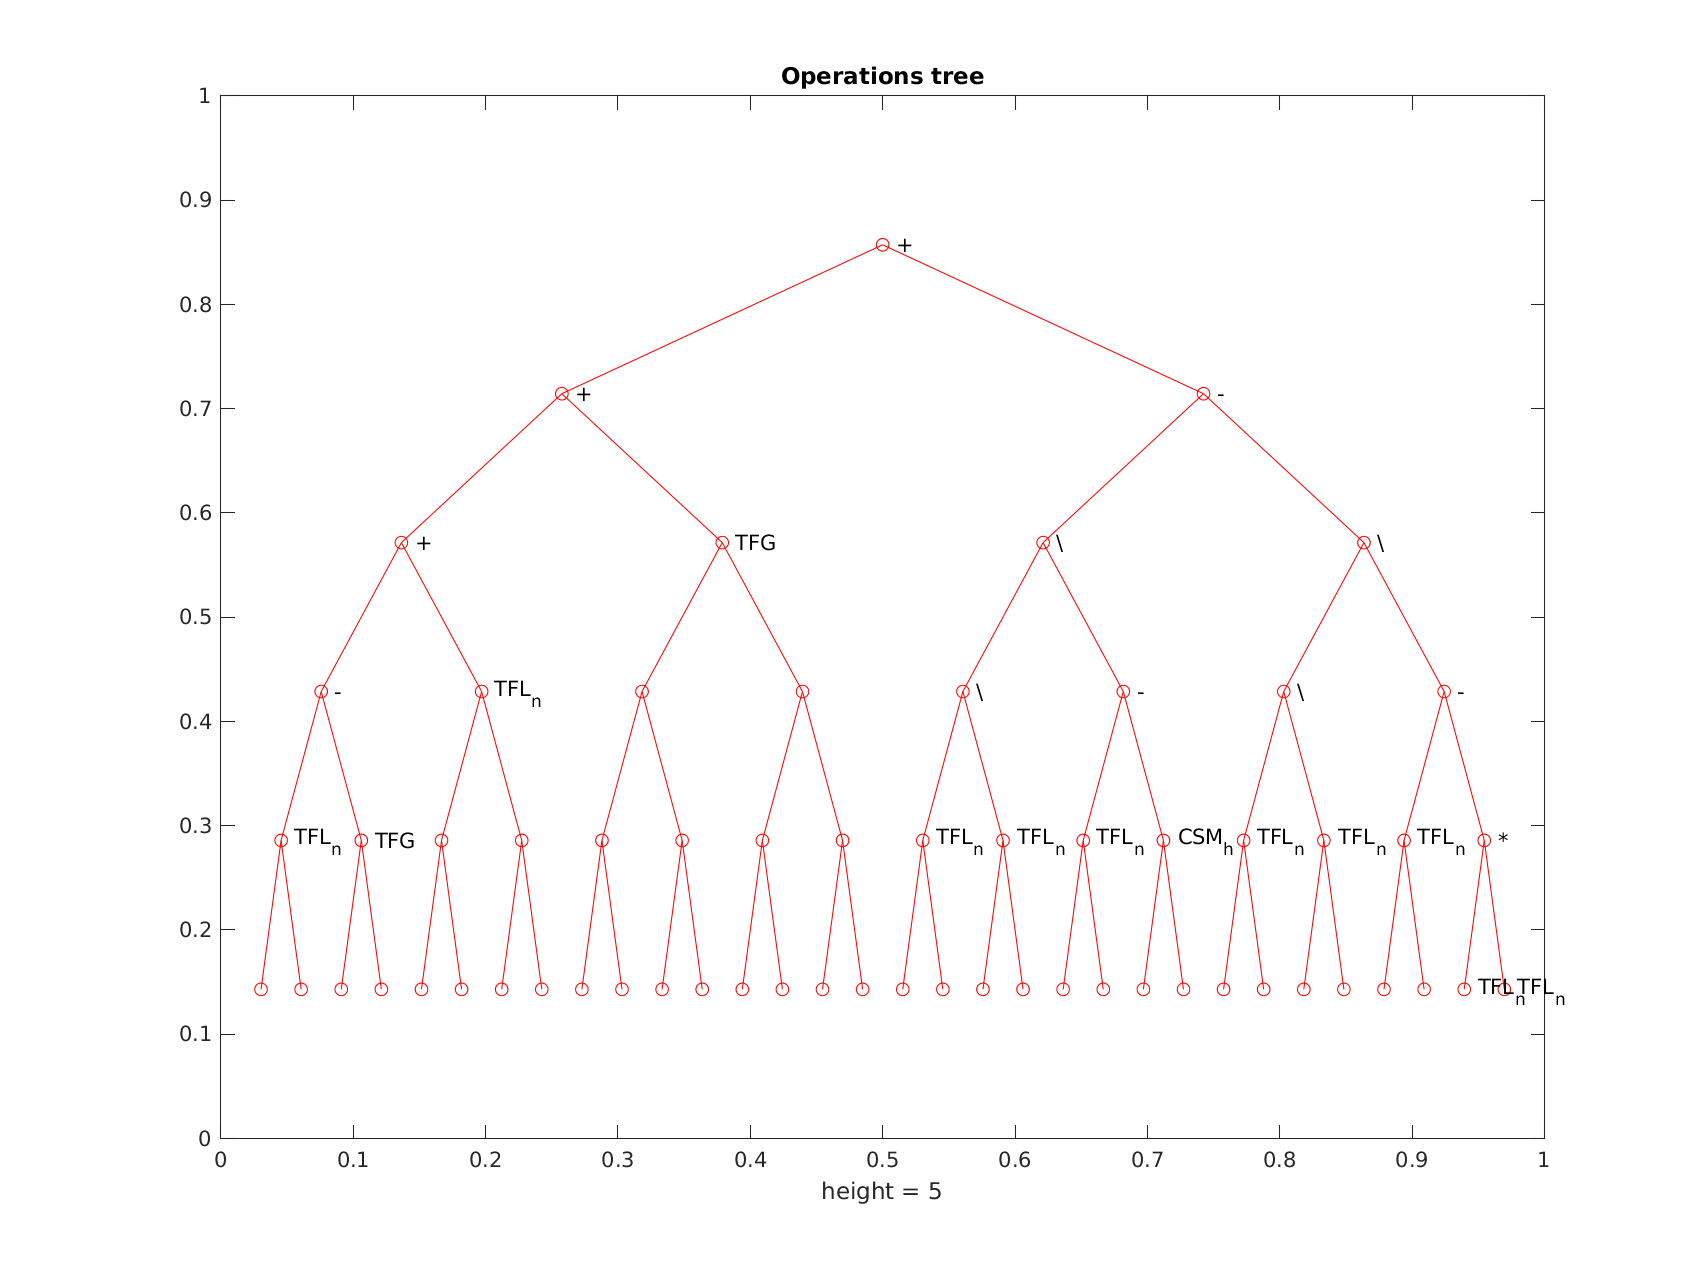 Operations tree
1
0.9
+
0.8
+ -
0.7
0.6
+ TFG \ \
0.5
- TFL_n \ - \ -
0.4
0.3
TFL_n TFG TFL_n TFL_n TFL_n CSM_h TFL_n TFL_n TFL_n *
0.2
TFL_n TFL_n
0.1
0
0 0.1 0.2 0.3 0.4 0.5 0.6 0.7 0.8 0.9 1
height = 5